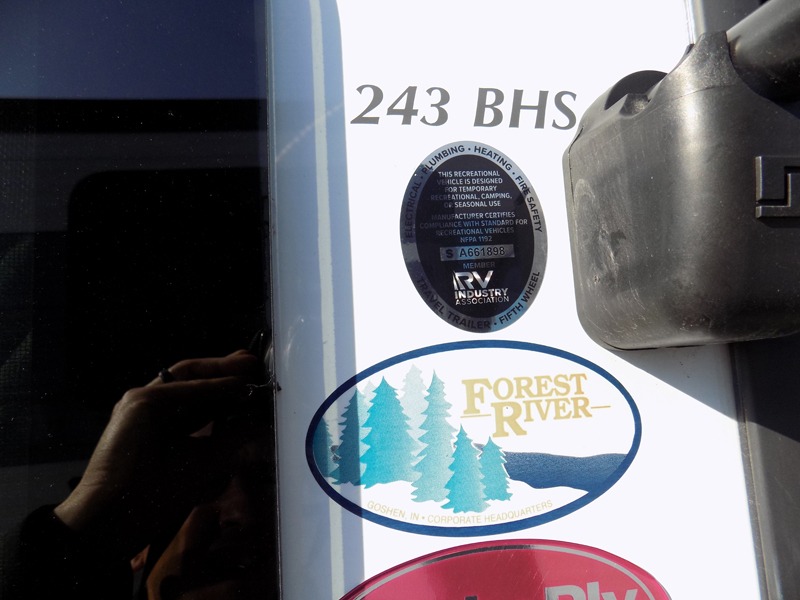 243 BHS
ELECTRICAL • PLUMBING • HEATING • FIRE SAFETY
THIS RECREATIONAL
VEHICLE IS DESIGNED
FOR TEMPORARY
RECREATIONAL, CAMPING,
OR SEASONAL USE
MANUFACTURER CERTIFIES
COMPLIANCE WITH STANDARD FOR
RECREATIONAL VEHICLES
NFPA 1192
S A661898
MEMBER
RV
INDUSTRY
ASSOCIATION
TRAVEL TRAILER • FIFTH WHEEL
FOREST
RIVER
GOSHEN, IN • CORPORATE HEADQUARTERS
Ply